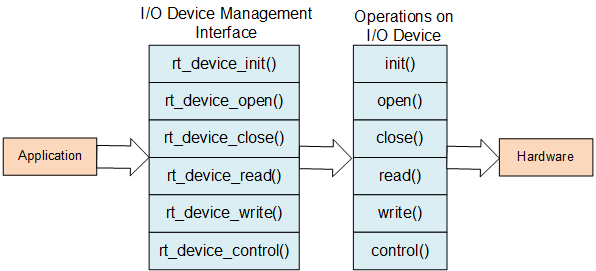 I/O Device Management
Interface
Operations on
I/O Device
Application
rt_device_init()
rt_device_open()
rt_device_close()
rt_device_read()
rt_device_write()
rt_device_control()
init()
open()
close()
read()
write()
control()
Hardware